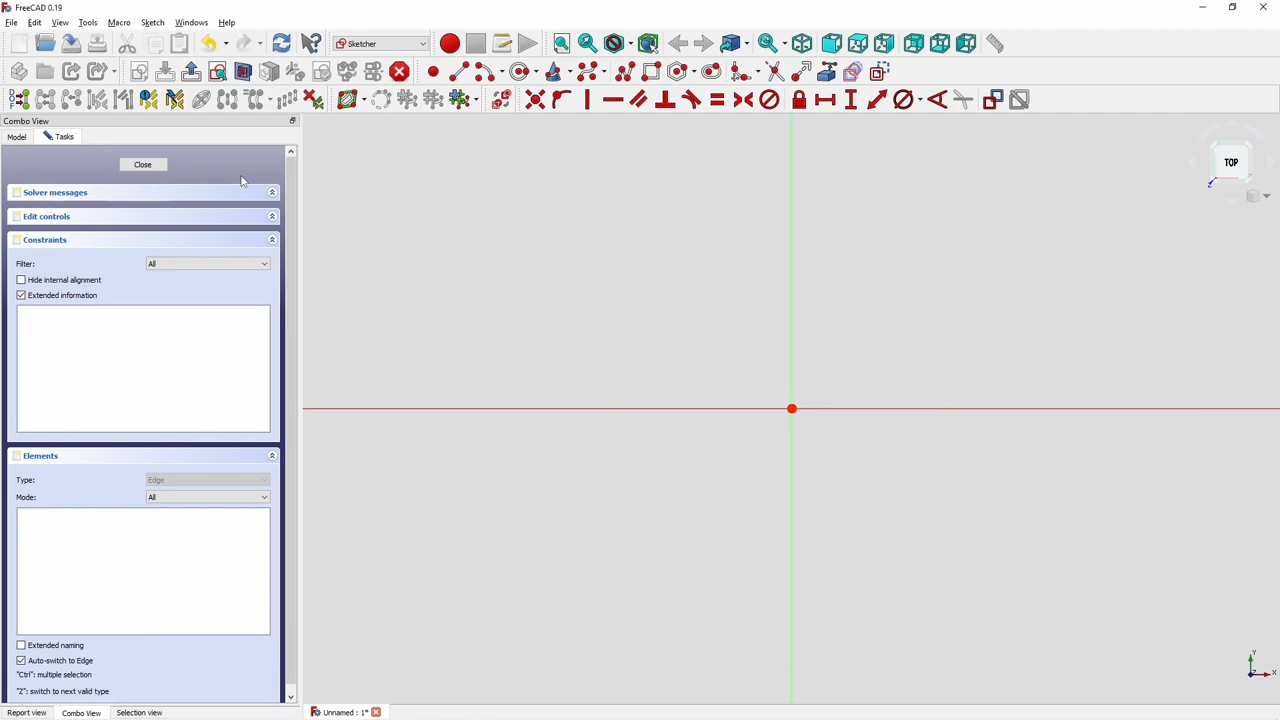 FreeCAD 0.19
File Edit View Tools Macro Sketch Windows Help
Sketcher
Combo View
Model Tasks
Close
Solver messages
Edit controls
Constraints
Filter: All
Hide internal alignment
Extended information
Elements
Type: Edge
Mode: All
Extended naming
Auto-switch to Edge
"Ctrl": multiple selection
"Z": switch to next valid type
Report view Combo View Selection view
Unnamed : 1*
TOP
Y
X